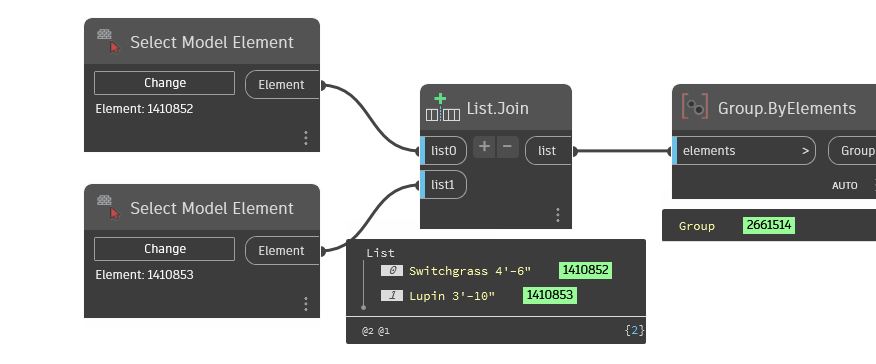 Select Model Element
Change
Element
Element: 1410852
Select Model Element
Change
Element
Element: 1410853
List.Join
list0
+
-
list
list1
List
0 Switchgrass 4'-6" 1410852
1 Lupin 3'-10" 1410853
@2 @1
{2}
Group.ByElements
elements
>
Group
AUTO
Group 2661514